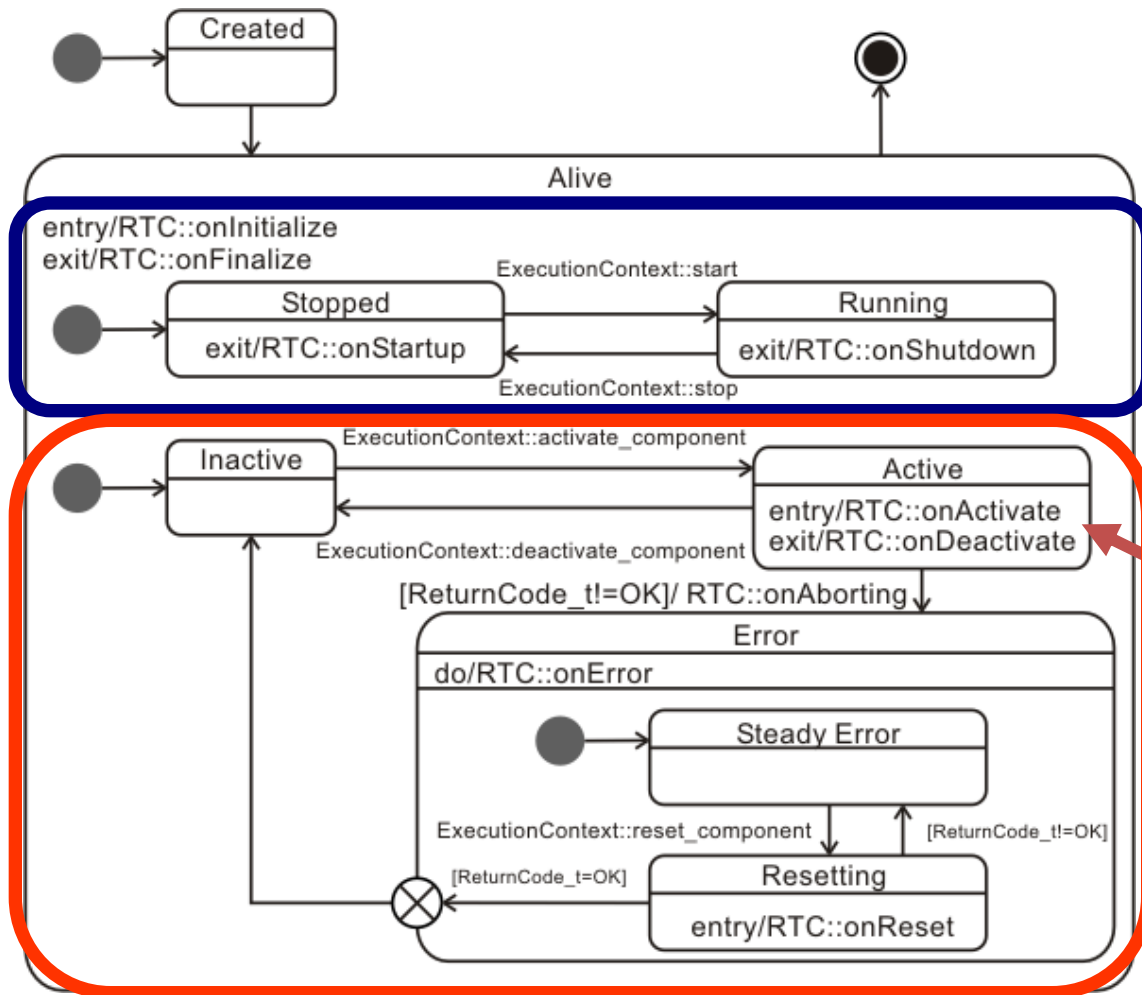 Created
Alive
entry/RTC::onInitialize
exit/RTC::onFinalize
ExecutionContext::start
Stopped
Running
exit/RTC::onStartup
exit/RTC::onShutdown
ExecutionContext::stop
ExecutionContext::activate_component
Inactive
Active
entry/RTC::onActivate
exit/RTC::onDeactivate
ExecutionContext::deactivate_component
[ReturnCode_t!=OK]/ RTC::onAborting
Error
do/RTC::onError
Steady Error
ExecutionContext::reset_component
[ReturnCode_t!=OK]
[ReturnCode_t=OK]
Resetting
entry/RTC::onReset